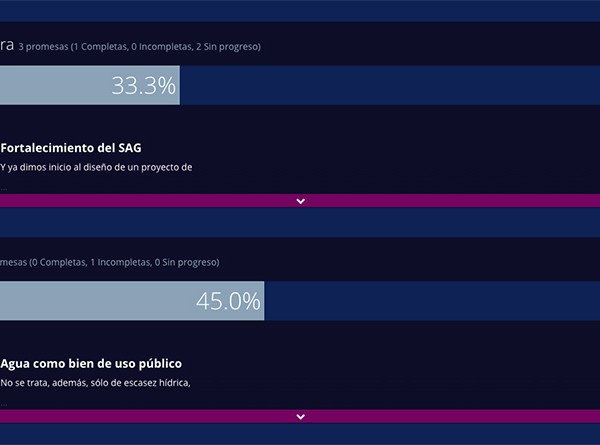 ra 3 promesas (1 Completas, 0 Incompletas, 2 Sin progreso)
33.3%
Fortalecimiento del SAG
Y ya dimos inicio al diseño de un proyecto de
...
mesas (0 Completas, 1 Incompletas, 0 Sin progreso)
45.0%
Agua como bien de uso público
No se trata, además, sólo de escasez hídrica,
...